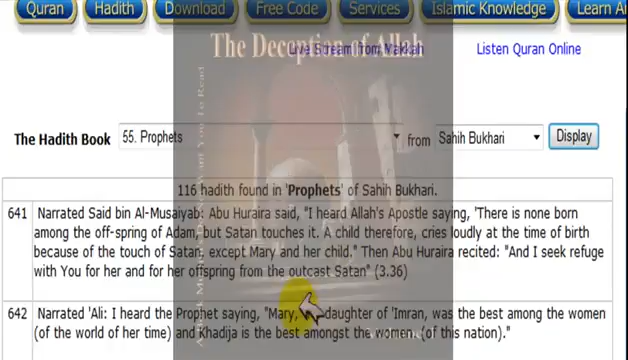 Quran Hadith Download Free Code Services Islamic Knowledge Learn Ar
The Deception of Allah
Live Stream from Makkah Listen Quran Online
The Hadith Book 55. Prophets from Sahih Bukhari Display
116 hadith found in 'Prophets' of Sahih Bukhari.
641 Narrated Said bin Al-Musaiyab: Abu Huraira said, "I heard Allah's Apostle saying, 'There is none born
among the off-spring of Adam, but Satan touches it. A child therefore, cries loudly at the time of birth
because of the touch of Satan, except Mary and her child." Then Abu Huraira recited: "And I seek refuge
with You for her and for her offspring from the outcast Satan" (3.36)
642 Narrated 'Ali: I heard the Prophet saying, "Mary, daughter of 'Imran, was the best among the women
(of the world of her time) and Khadija is the best amongst the women. (of this nation)."